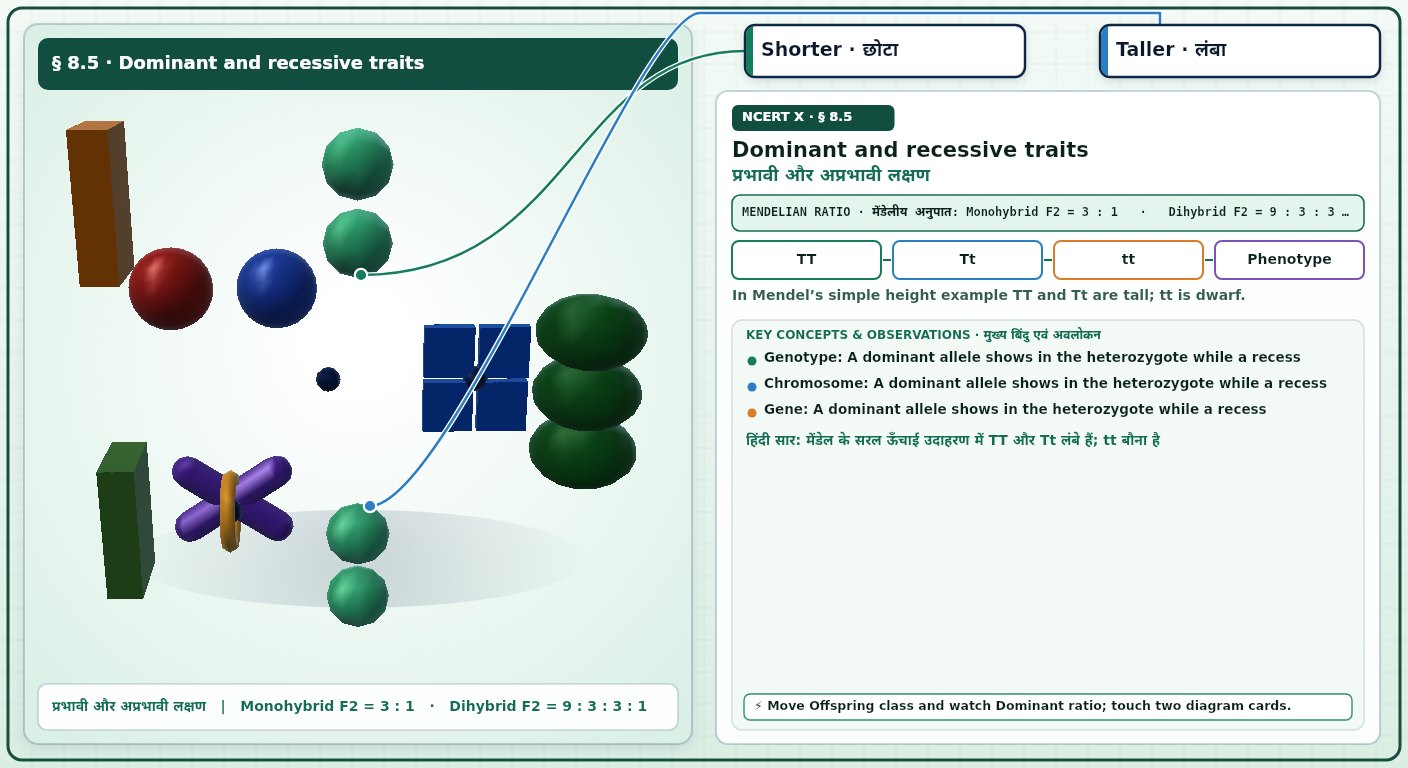 § 8.5 · Dominant and recessive traits
Shorter · छोटा
Taller · लंबा
NCERT X · § 8.5
Dominant and recessive traits
प्रभावी और अप्रभावी लक्षण
MENDELIAN RATIO · मेंडेलीय अनुपात: Monohybrid F2 = 3 : 1 · Dihybrid F2 = 9 : 3 : 3 …
TT
Tt
tt
Phenotype
In Mendel’s simple height example TT and Tt are tall; tt is dwarf.
KEY CONCEPTS & OBSERVATIONS · मुख्य बिंदु एवं अवलोकन
Genotype: A dominant allele shows in the heterozygote while a recess
Chromosome: A dominant allele shows in the heterozygote while a recess
Gene: A dominant allele shows in the heterozygote while a recess
हिंदी सार: मेंडेल के सरल ऊँचाई उदाहरण में TT और Tt लंबे हैं; tt बौना है
⚡ Move Offspring class and watch Dominant ratio; touch two diagram cards.
प्रभावी और अप्रभावी लक्षण | Monohybrid F2 = 3 : 1 · Dihybrid F2 = 9 : 3 : 3 : 1